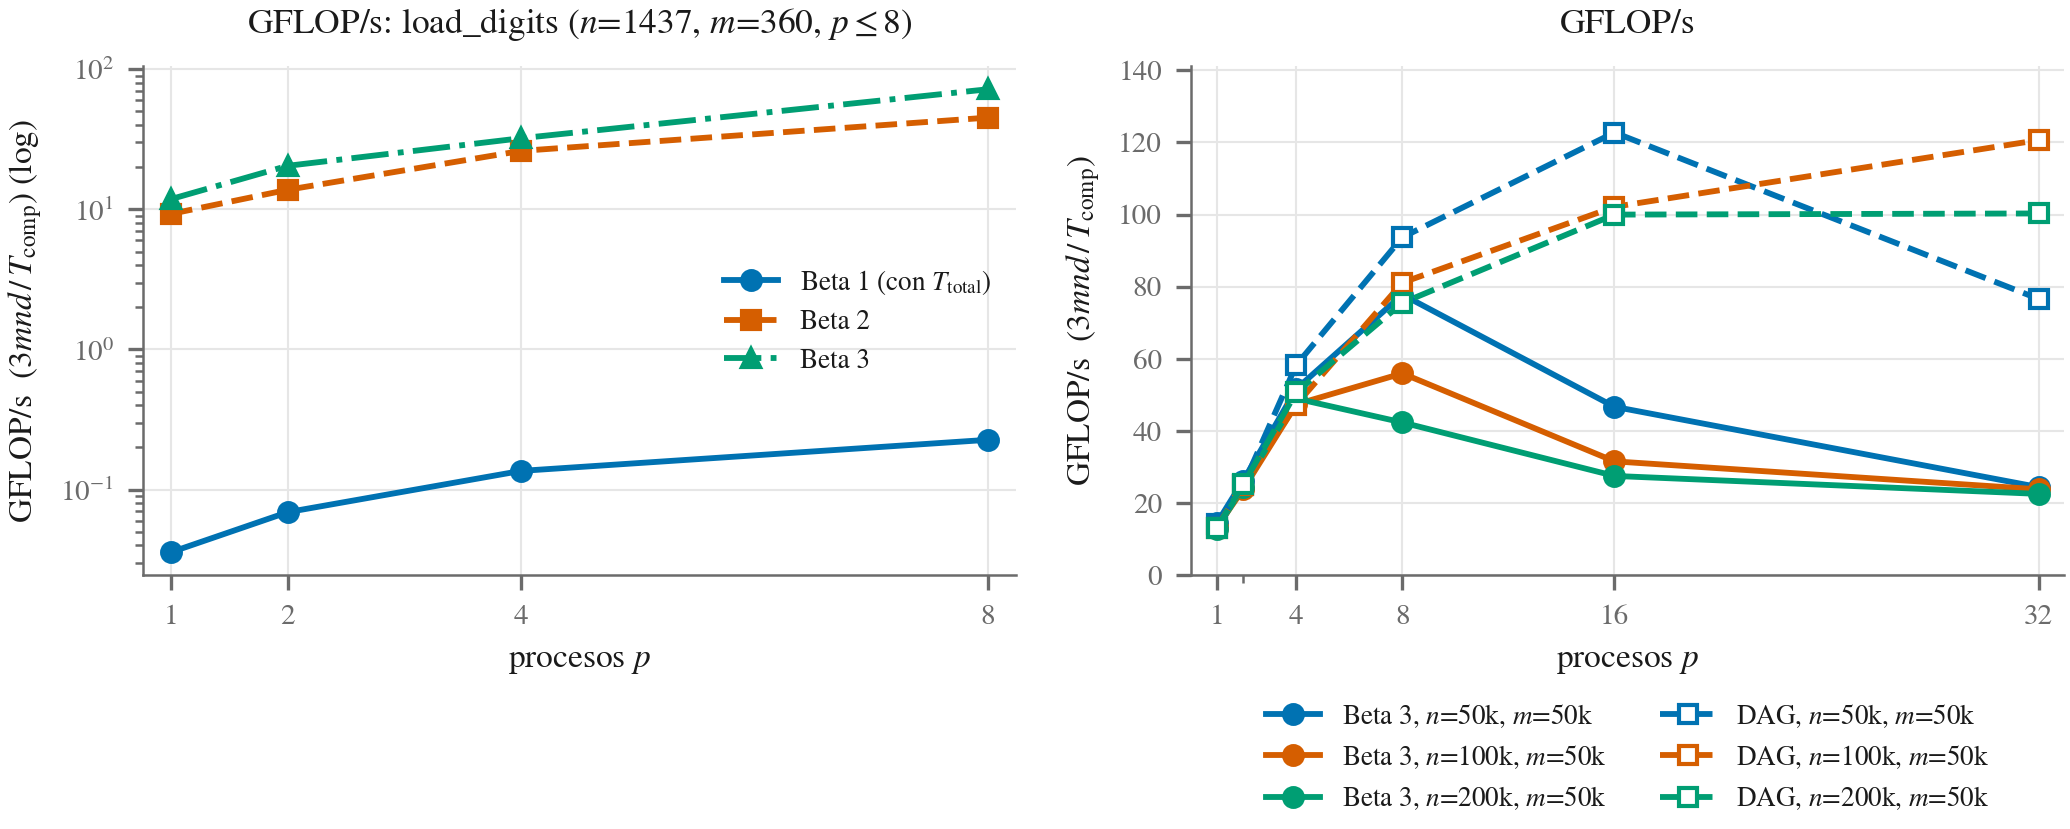 GFLOP/s: load_digits (n=1437, m=360, p ≤ 8)
GFLOP/s (3mnd/T_comp) (log)
10²
10¹
10⁰
10⁻¹
Beta 1 (con T_total)
Beta 2
Beta 3
1 2 4 8
procesos p
GFLOP/s
GFLOP/s (3mnd/T_comp)
140
120
100
80
60
40
20
0
1 4 8 16 32
procesos p
Beta 3, n=50k, m=50k
Beta 3, n=100k, m=50k
Beta 3, n=200k, m=50k
DAG, n=50k, m=50k
DAG, n=100k, m=50k
DAG, n=200k, m=50k